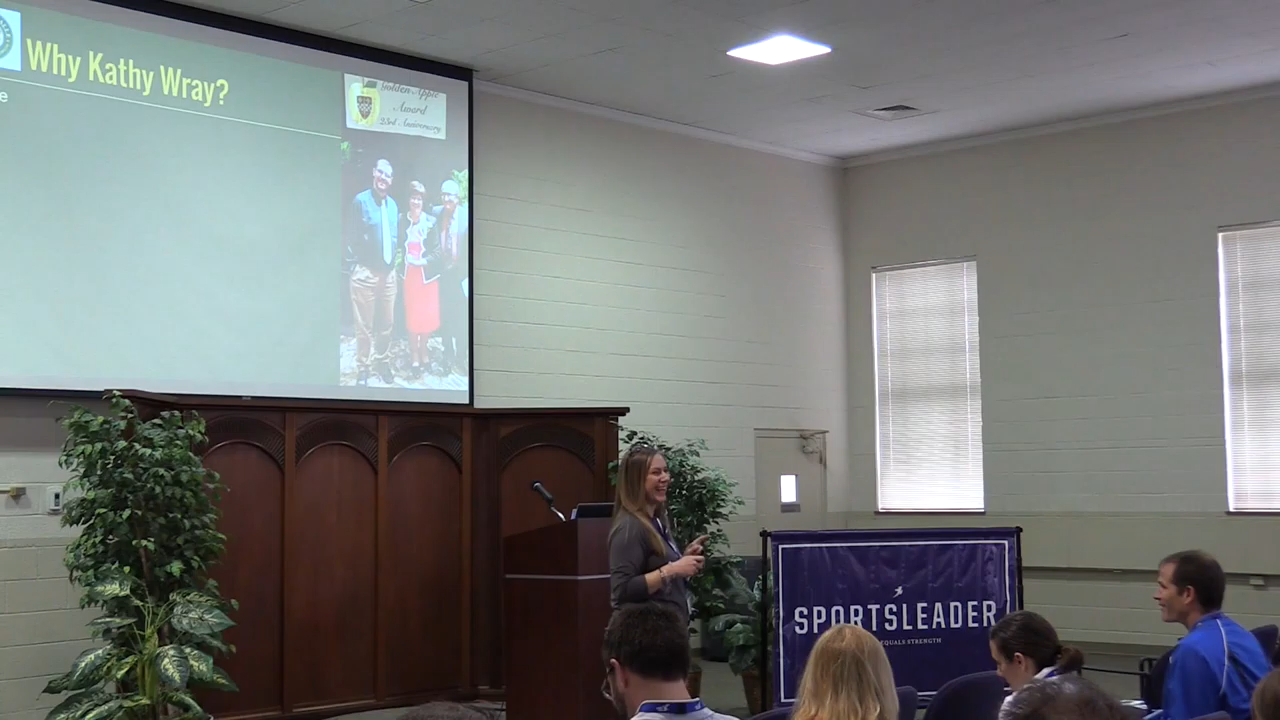 Why Kathy Wray?
e
Golden Apple
Award
23rd Anniversary
SPORTSLEADER
EQUALS STRENGTH